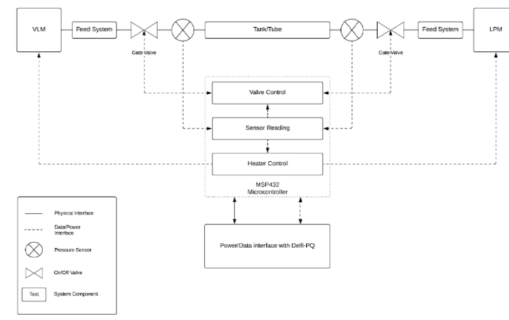 VLM
Feed System
Gate Valve
Tank/Tube
Gate Valve
Feed System
LPM
Valve Control
Sensor Reading
Heater Control
MSP432
Microcontroller
Power/Data Interface with Delfi-PQ
Physical Interface
Data/Power
Interface
Pressure Sensor
On/Off Valve
Text
System Component